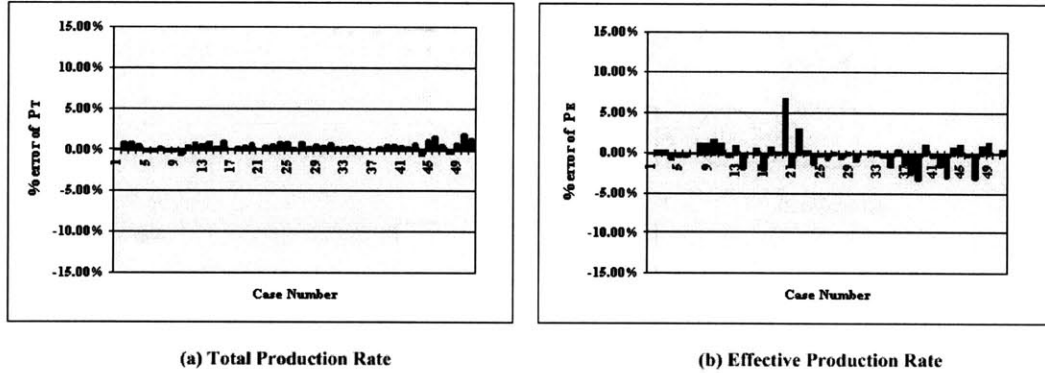 15.00%
10.00%
5.00%
0.00%
-5.00%
-10.00%
-15.00%
%error of PT
1 5 9 13 17 21 25 29 33 37 41 45 49
Case Number
(a) Total Production Rate
15.00%
10.00%
5.00%
0.00%
-5.00%
-10.00%
-15.00%
%error of PE
1 5 9 13 17 21 25 29 33 37 41 45 49
Case Number
(b) Effective Production Rate